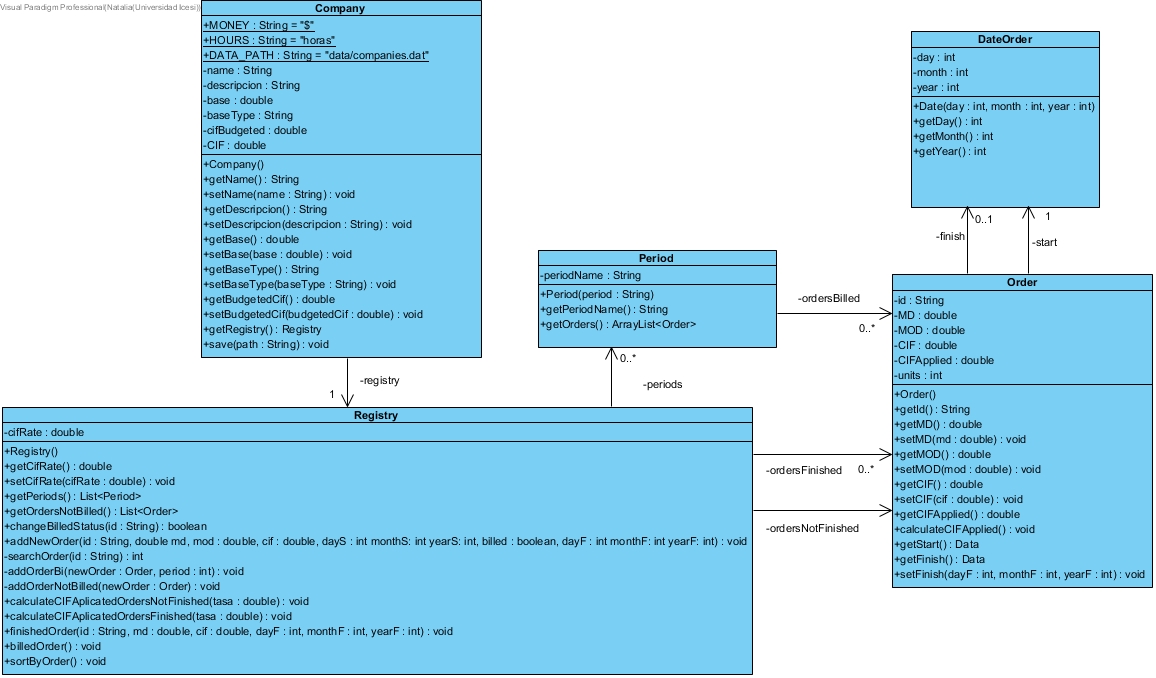 Visual Paradigm Professional(Natalia(Universidad Icesi))
Company
+MONEY : String = "$"
+HOURS : String = "horas"
+DATA_PATH : String = "data/companies.dat"
-name : String
-descripcion : String
-base : double
-baseType : String
-cifBudgeted : double
-CIF : double
+Company()
+getName() : String
+setName(name : String) : void
+getDescripcion() : String
+setDescripcion(descripcion : String) : void
+getBase() : double
+setBase(base : double) : void
+getBaseType() : String
+setBaseType(baseType : String) : void
+getBudgetedCif() : double
+setBudgetedCif(budgetedCif : double) : void
+getRegistry() : Registry
+save(path : String) : void
-registry
1
DateOrder
-day : int
-month : int
-year : int
+Date(day : int, month : int, year : int)
+getDay() : int
+getMonth() : int
+getYear() : int
0..1
1
-finish
-start
Period
-periodName : String
+Period(period : String)
+getPeriodName() : String
+getOrders() : ArrayList<Order>
-ordersBilled
0..*
0..*
-periods
Order
-id : String
-MD : double
-MOD : double
-CIF : double
-CIFApplied : double
-units : int
+Order()
+getId() : String
+getMD() : double
+setMD(md : double) : void
+getMOD() : double
+setMOD(mod : double) : void
+getCIF() : double
+setCIF(cif : double) : void
+getCIFApplied() : double
+calculateCIFApplied() : void
+getStart() : Data
+getFinish() : Data
+setFinish(dayF : int, monthF : int, yearF : int) : void
Registry
-cifRate : double
+Registry()
+getCifRate() : double
+setCifRate(cifRate : double) : void
+getPeriods() : List<Period>
+getOrdersNotBilled() : List<Order>
+changeBilledStatus(id : String) : boolean
+addNewOrder(id : String, double md, mod : double, cif : double, dayS : int monthS: int yearS: int, billed : boolean, dayF : int monthF: int yearF: int) : void
-searchOrder(id : String) : int
-addOrderBi(newOrder : Order, period : int) : void
-addOrderNotBilled(newOrder : Order) : void
+calculateCIFAplicatedOrdersNotFinished(tasa : double) : void
+calculateCIFAplicatedOrdersFinished(tasa : double) : void
+finishedOrder(id : String, md : double, cif : double, dayF : int, monthF : int, yearF : int) : void
+billedOrder() : void
+sortByOrder() : void
-ordersFinished
0..*
-ordersNotFinished